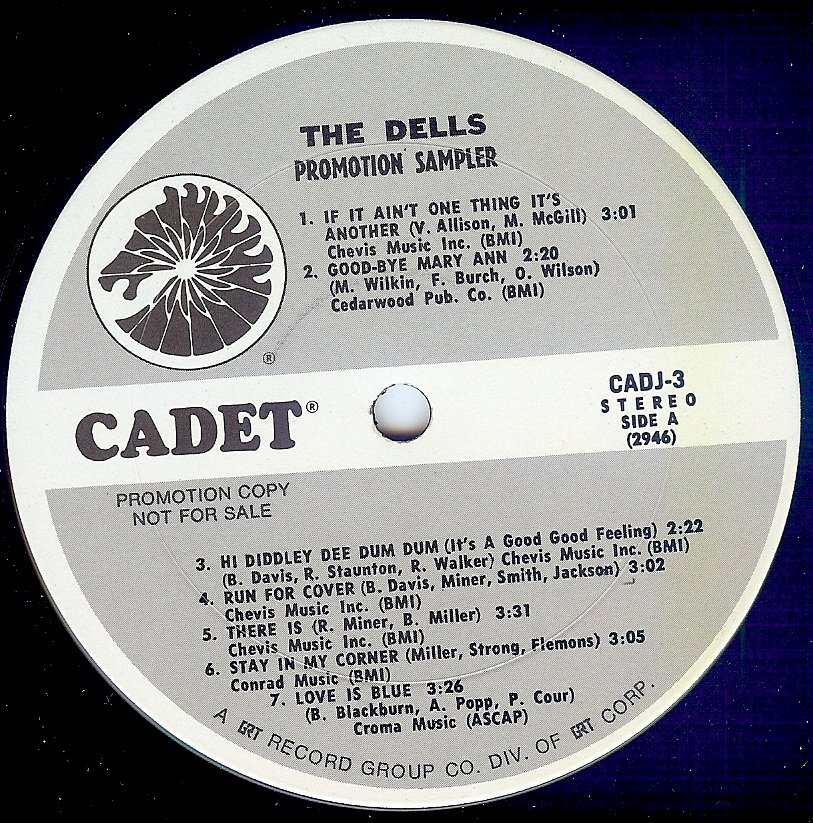 THE DELLS
PROMOTION SAMPLER
1. IF IT AIN'T ONE THING IT'S
ANOTHER (V. Allison, M. McGill) 3:01
Chevis Music Inc. (BMI)
2. GOOD-BYE MARY ANN 2:20
(M. Wilkin, F. Burch, O. Wilson)
Cedarwood Pub. Co. (BMI)
®
CADET®
CADJ-3
STEREO
SIDE A
(2946)
PROMOTION COPY
NOT FOR SALE
3. HI DIDDLEY DEE DUM DUM (It's A Good Good Feeling) 2:22
(B. Davis, R. Staunton, R. Walker) Chevis Music Inc. (BMI)
4. RUN FOR COVER (B. Davis, Miner, Smith, Jackson) 3:02
Chevis Music Inc. (BMI)
5. THERE IS (R. Miner, B. Miller) 3:31
Chevis Music Inc. (BMI)
6. STAY IN MY CORNER (Miller, Strong, Flemons) 3:05
Conrad Music (BMI)
7. LOVE IS BLUE 3:26
(B. Blackburn, A. Popp, P. Cour)
Croma Music (ASCAP)
A GRT RECORD GROUP CO. DIV. OF GRT CORP.